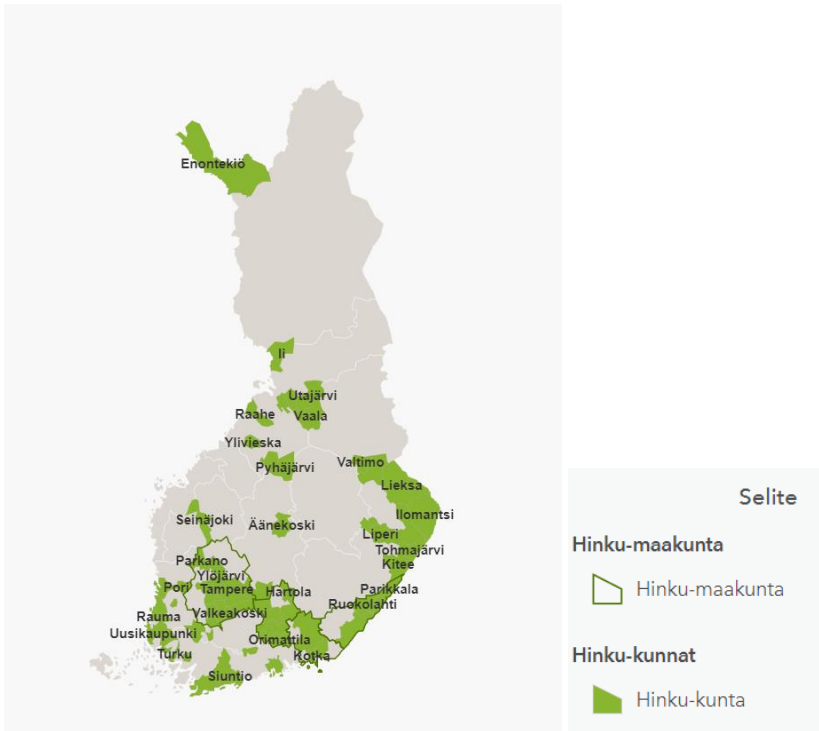 Enontekiö
Ii
Utajärvi
Raahe
Vaala
Ylivieska
Pyhäjärvi
Valtimo
Lieksa
Ilomantsi
Seinäjoki
Äänekoski
Liperi
Tohmajärvi
Parkano
Kitee
Ylöjärvi
Pori
Tampere
Hartola
Parikkala
Ruokolahti
Rauma
Valkeakoski
Uusikaupunki
Orimattila
Turku
Kotka
Siuntio
Selite
Hinku-maakunta
Hinku-maakunta
Hinku-kunnat
Hinku-kunta